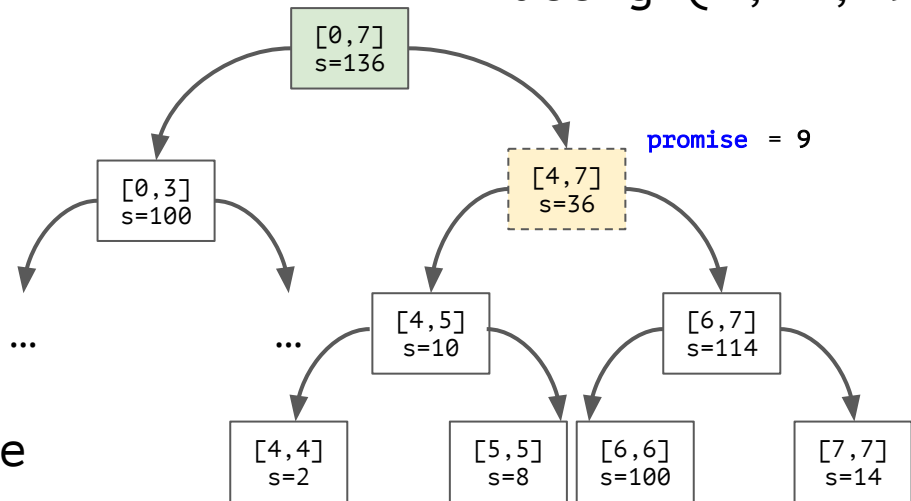 [0,7]
s=136
promise = 9
[0,3]
s=100
[4,7]
s=36
...
...
[4,5]
s=10
[6,7]
s=114
e
[4,4]
s=2
[5,5]
s=8
[6,6]
s=100
[7,7]
s=14